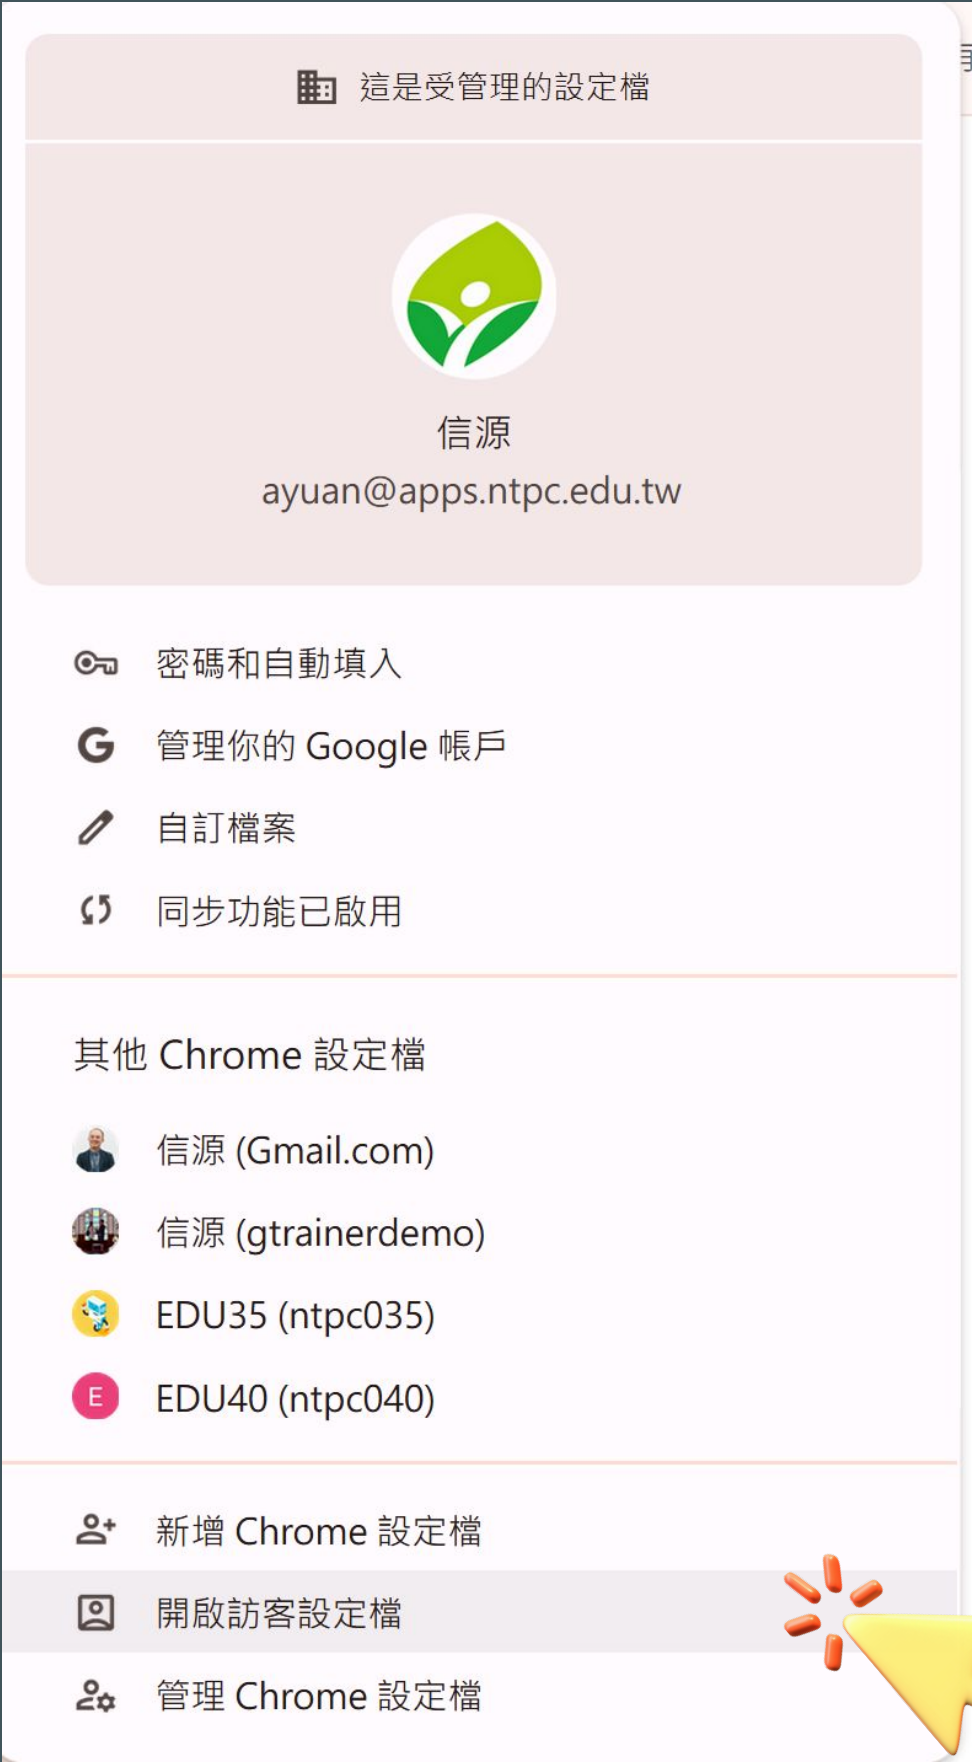 這是受管理的設定檔
信源
ayuan@apps.ntpc.edu.tw
密碼和自動填入
管理你的 Google 帳戶
自訂檔案
同步功能已啟用
其他 Chrome 設定檔
信源 (Gmail.com)
信源 (gtrainerdemo)
EDU35 (ntpc035)
E
EDU40 (ntpc040)
新增 Chrome 設定檔
開啟訪客設定檔
管理 Chrome 設定檔